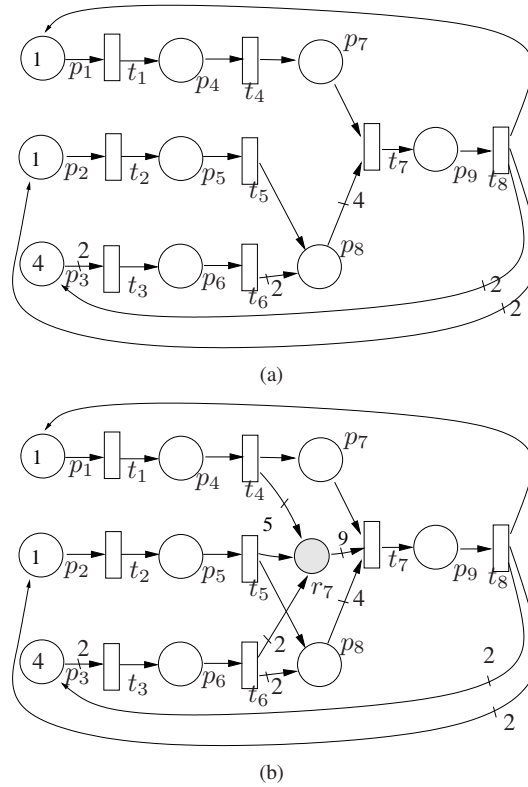 1 p₁ t₁ p₄ t₄ p₇
1 p₂ t₂ p₅ t₅ t₇ p₉ t₈
4 2 p₃ t₃ p₆ t₆ 2 p₈ 4 2
2
(a)
1 p₁ t₁ p₄ t₄ p₇
5 9
1 p₂ t₂ p₅ t₅ r₇ t₇ p₉ t₈
4
4 2 p₃ t₃ p₆ t₆ 2 2 p₈ 2
2
(b)